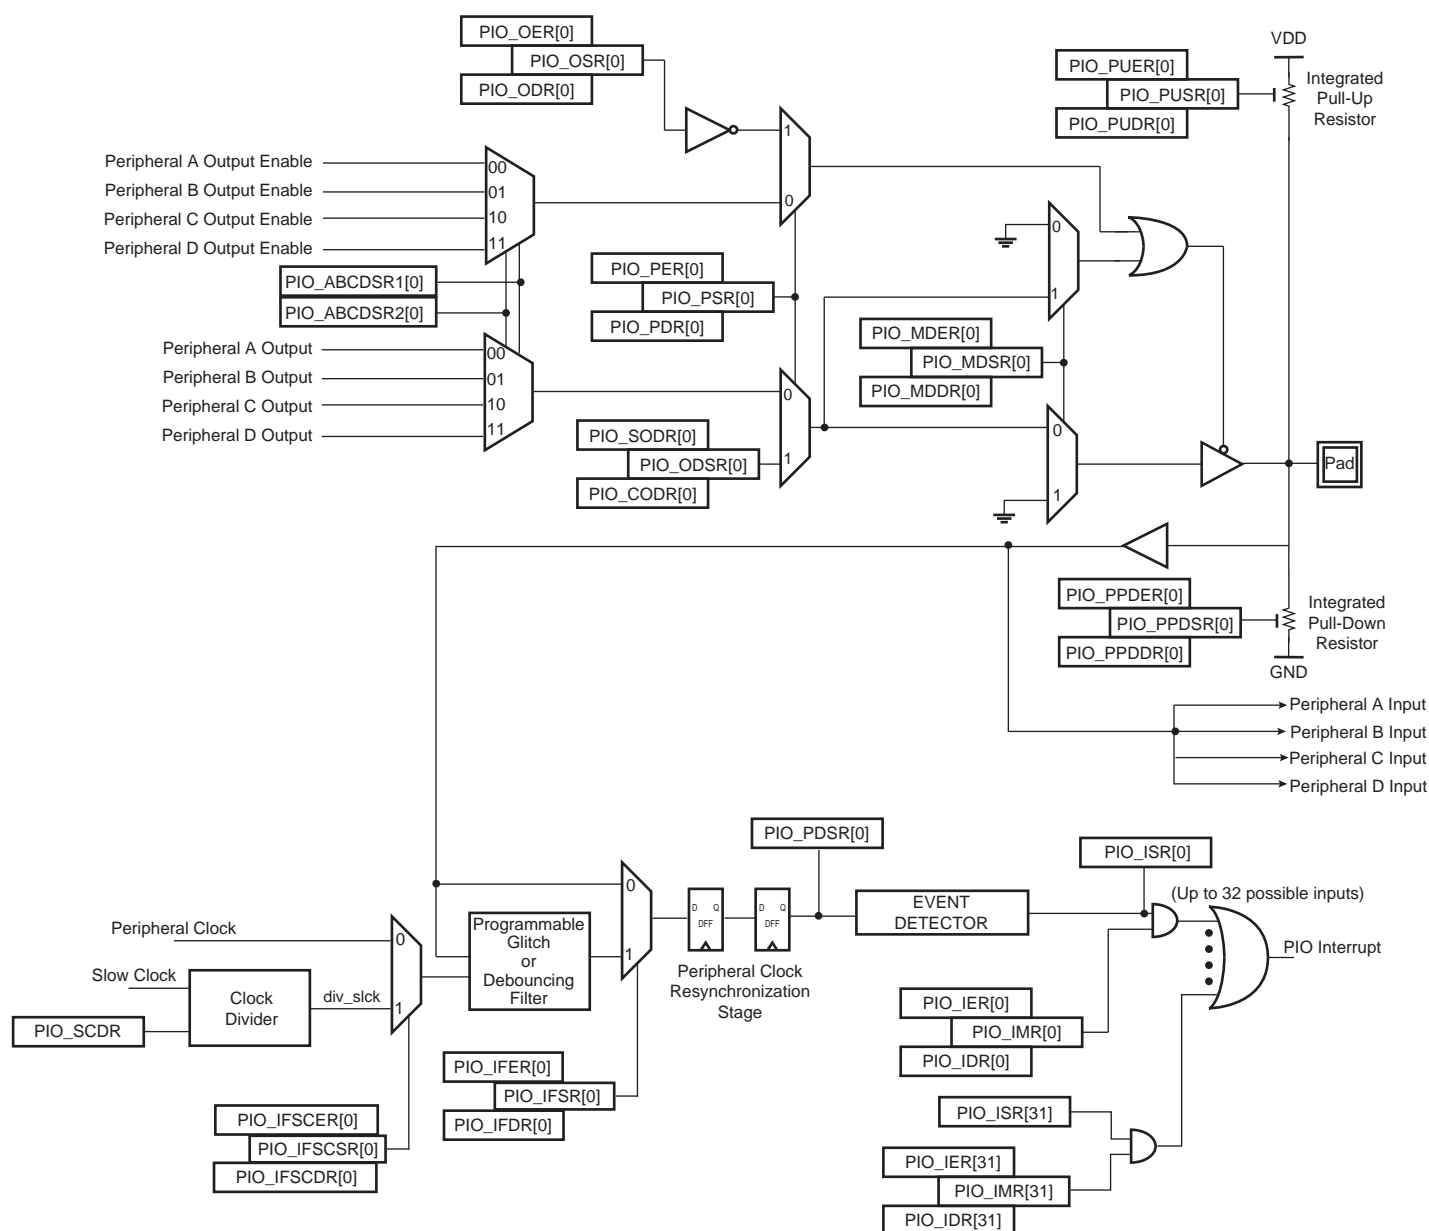 PIO_OER[0]
PIO_OSR[0]
PIO_ODR[0]
VDD
PIO_PUER[0]
PIO_PUSR[0]
PIO_PUDR[0]
Integrated
Pull-Up
Resistor
1
0
Peripheral A Output Enable
Peripheral B Output Enable
Peripheral C Output Enable
Peripheral D Output Enable
00
01
10
11
PIO_ABCDSR1[0]
PIO_ABCDSR2[0]
PIO_PER[0]
PIO_PSR[0]
PIO_PDR[0]
0
1
PIO_MDER[0]
PIO_MDSR[0]
PIO_MDDR[0]
Peripheral A Output
Peripheral B Output
Peripheral C Output
Peripheral D Output
00
01
10
11
0
1
PIO_SODR[0]
PIO_ODSR[0]
PIO_CODR[0]
0
1
Pad
PIO_PPDER[0]
PIO_PPDSR[0]
PIO_PPDDR[0]
Integrated
Pull-Down
Resistor
GND
Peripheral A Input
Peripheral B Input
Peripheral C Input
Peripheral D Input
PIO_PDSR[0]
PIO_ISR[0]
(Up to 32 possible inputs)
Peripheral Clock
Slow Clock
Clock
Divider
div_slck
PIO_SCDR
0
1
Programmable
Glitch
or
Debouncing
Filter
0
1
D Q
DFF
D Q
DFF
Peripheral Clock
Resynchronization
Stage
EVENT
DETECTOR
PIO Interrupt
PIO_IER[0]
PIO_IMR[0]
PIO_IDR[0]
PIO_IFER[0]
PIO_IFSR[0]
PIO_IFDR[0]
PIO_IFSCER[0]
PIO_IFSCSR[0]
PIO_IFSCDR[0]
PIO_ISR[31]
PIO_IER[31]
PIO_IMR[31]
PIO_IDR[31]